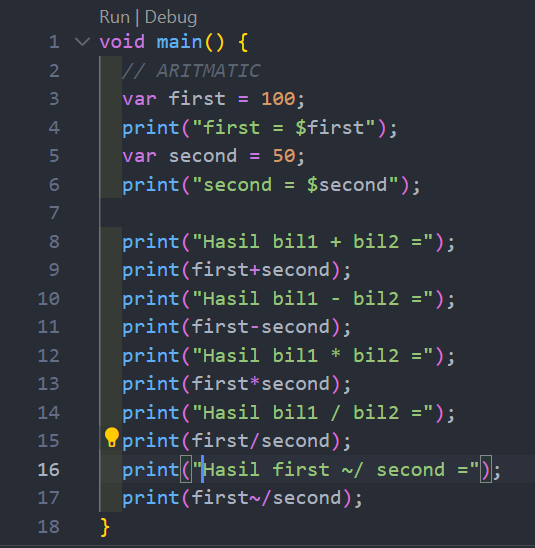 Run | Debug
1 void main() {
2 // ARITMATIC
3 var first = 100;
4 print("first = $first");
5 var second = 50;
6 print("second = $second");
7
8 print("Hasil bil1 + bil2 =");
9 print(first+second);
10 print("Hasil bil1 - bil2 =");
11 print(first-second);
12 print("Hasil bil1 * bil2 =");
13 print(first*second);
14 print("Hasil bil1 / bil2 =");
15 print(first/second);
16 print("Hasil first ~/ second =");
17 print(first~/second);
18 }